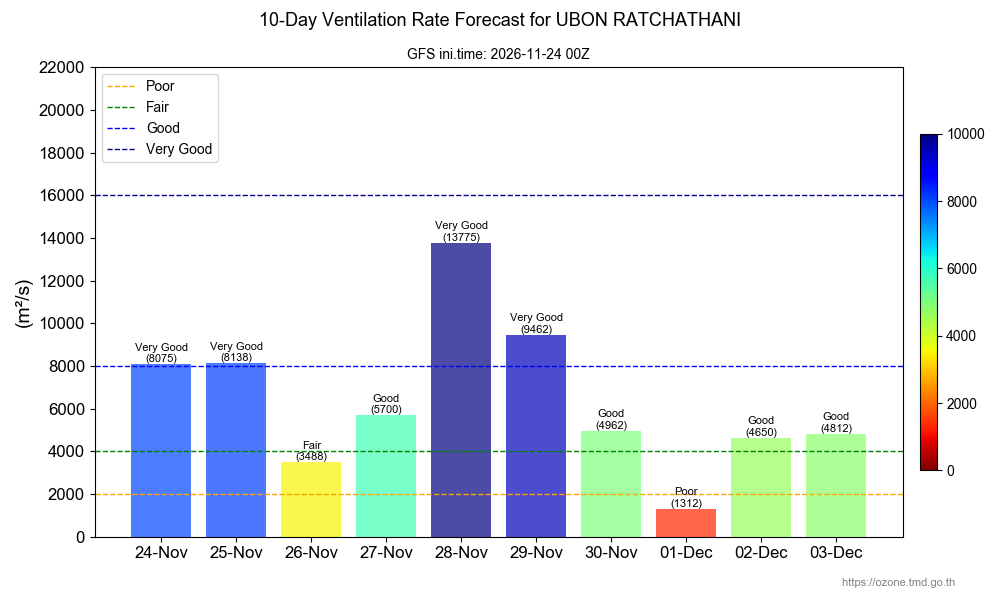 10-Day Ventilation Rate Forecast for UBON RATCHATHANI
GFS ini.time: 2026-11-24 00Z
(m²/s)
22000
20000
18000
16000
14000
12000
10000
8000
6000
4000
2000
0
Poor
Fair
Good
Very Good
Very Good
(8075)
Very Good
(8138)
Fair
(3488)
Good
(5700)
Very Good
(13775)
Very Good
(9462)
Good
(4962)
Poor
(1312)
Good
(4650)
Good
(4812)
24-Nov 25-Nov 26-Nov 27-Nov 28-Nov 29-Nov 30-Nov 01-Dec 02-Dec 03-Dec
10000
8000
6000
4000
2000
0
https://ozone.tmd.go.th